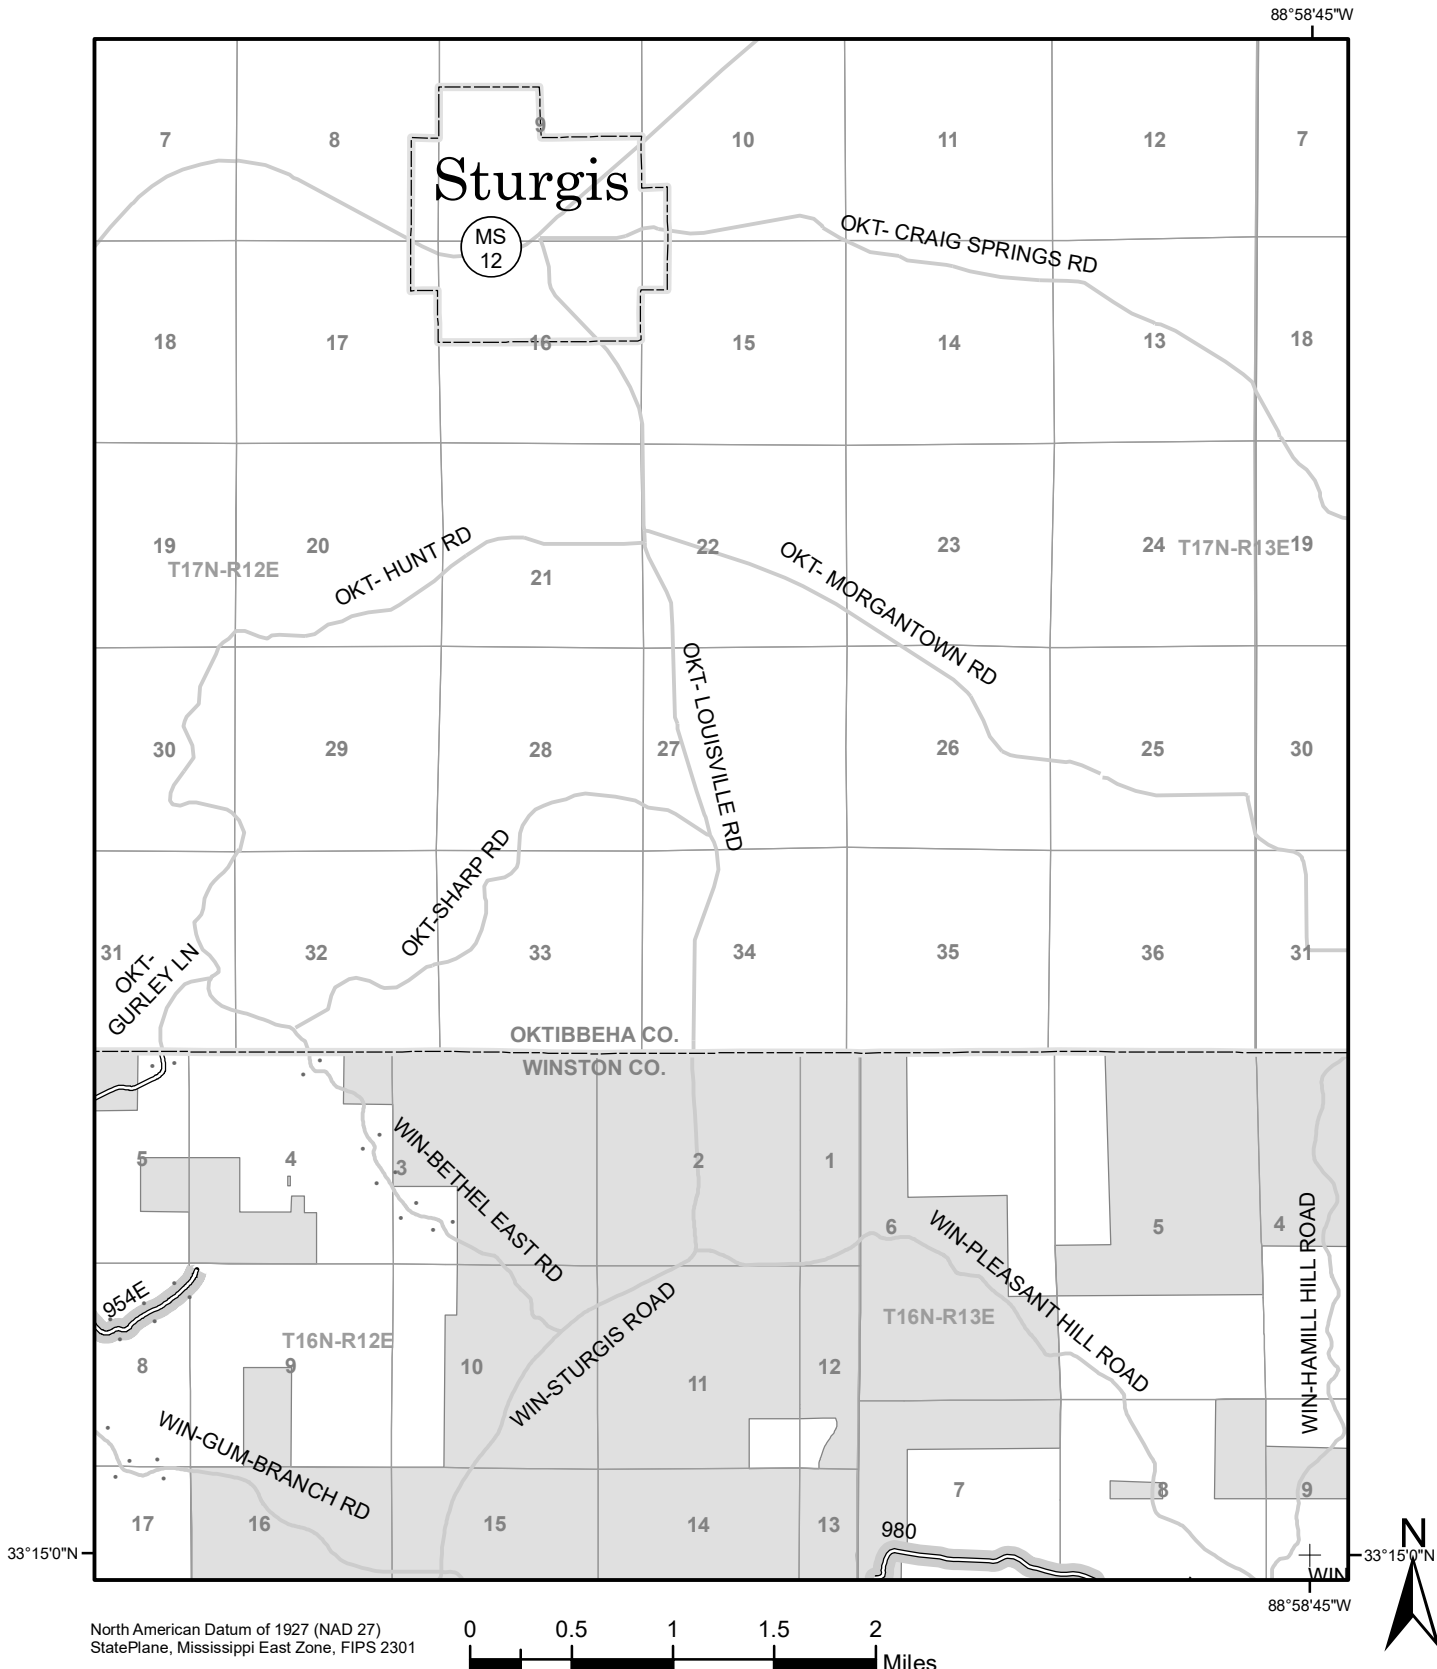 88°58'45"W
7 8 9 10 11 12 7
Sturgis
OKT- CRAIG SPRINGS RD
MS
12
18 17 16 15 14 13 18
19 20 21 22 23 24 19
T17N-R12E
T17N-R13E
OKT- HUNT RD
OKT- MORGANTOWN RD
OKT- LOUISVILLE RD
30 29 28 27 26 25 30
OKT-SHARP RD
31 32 33 34 35 36 31
OKT-
GURLEY LN
OKTIBBEHA CO.
WINSTON CO.
5 4 3 2 1 6 5 4
WIN-BETHEL EAST RD
WIN-PLEASANT HILL ROAD
WIN-HAMILL HILL ROAD
954E
WIN-STURGIS ROAD
T16N-R12E
T16N-R13E
8 9 10 11 12
WIN-GUM-BRANCH RD
7 8 9
17 16 15 14 13
980
N
33°15'0"N
33°15'0"N
WIN
88°58'45"W
North American Datum of 1927 (NAD 27)
StatePlane, Mississippi East Zone, FIPS 2301
0 0.5 1 1.5 2
Miles